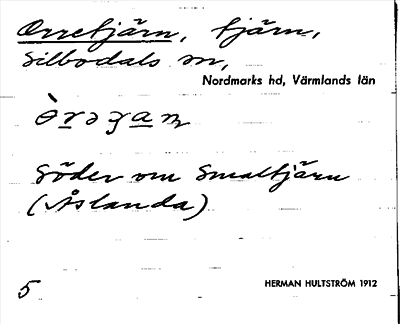 Orretjärn, tjärn,
Silbodals sn,
Nordmarks hd, Värmlands län
Söder om Smaltjärn
(Åslanda)
5
HERMAN HULTSTRÖM 1912